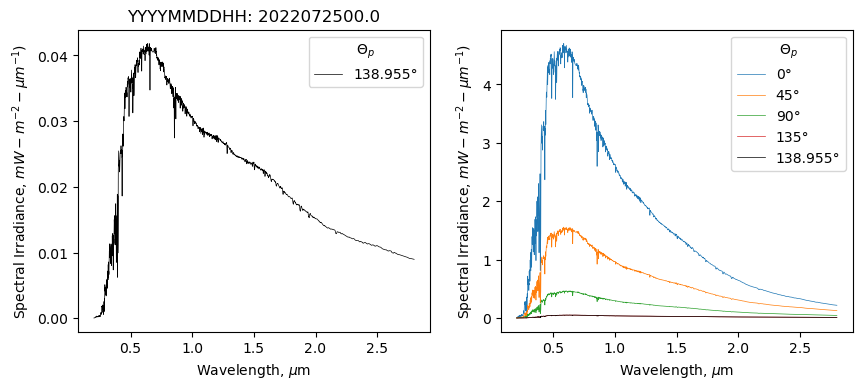 YYYYMMDDHH: 2022072500.0
Spectral Irradiance, mW − m⁻² − μm⁻¹)
0.04
0.03
0.02
0.01
0.00
Θₚ
138.955°
0.5 1.0 1.5 2.0 2.5
Wavelength, μm
Spectral Irradiance, mW − m⁻² − μm⁻¹)
4
3
2
1
0
Θₚ
0°
45°
90°
135°
138.955°
0.5 1.0 1.5 2.0 2.5
Wavelength, μm